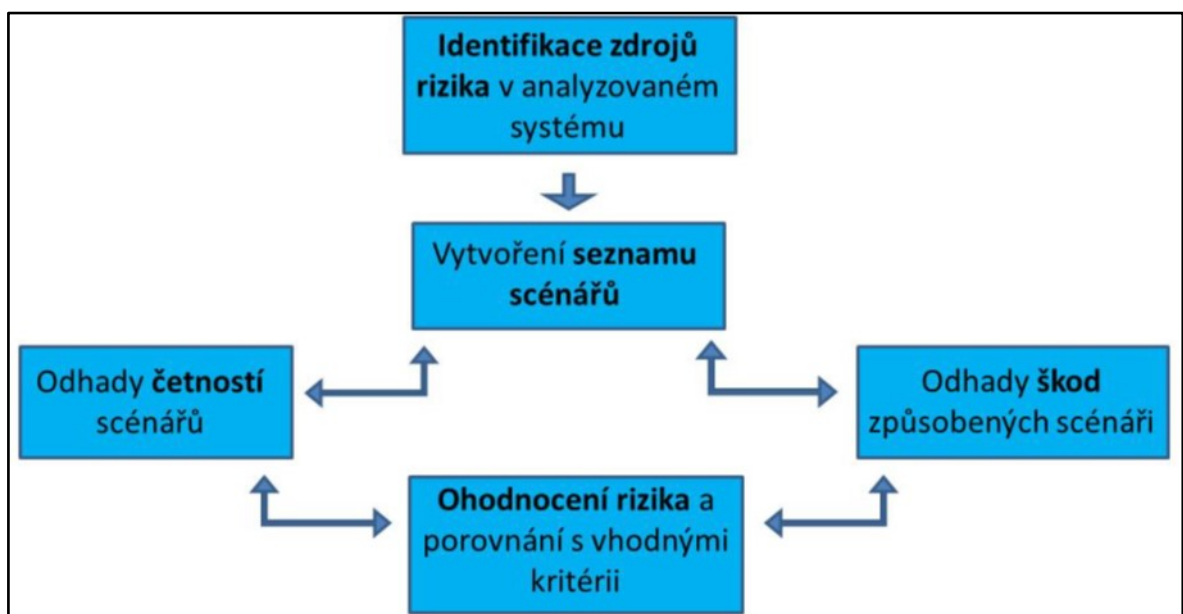 Identifikace zdrojů
rizika v analyzovaném
systému
Vytvoření seznamu
scénářů
Odhady četností
scénářů
Odhady škod
způsobených scénáři
Ohodnocení rizika a
porovnání s vhodnými
kritérii